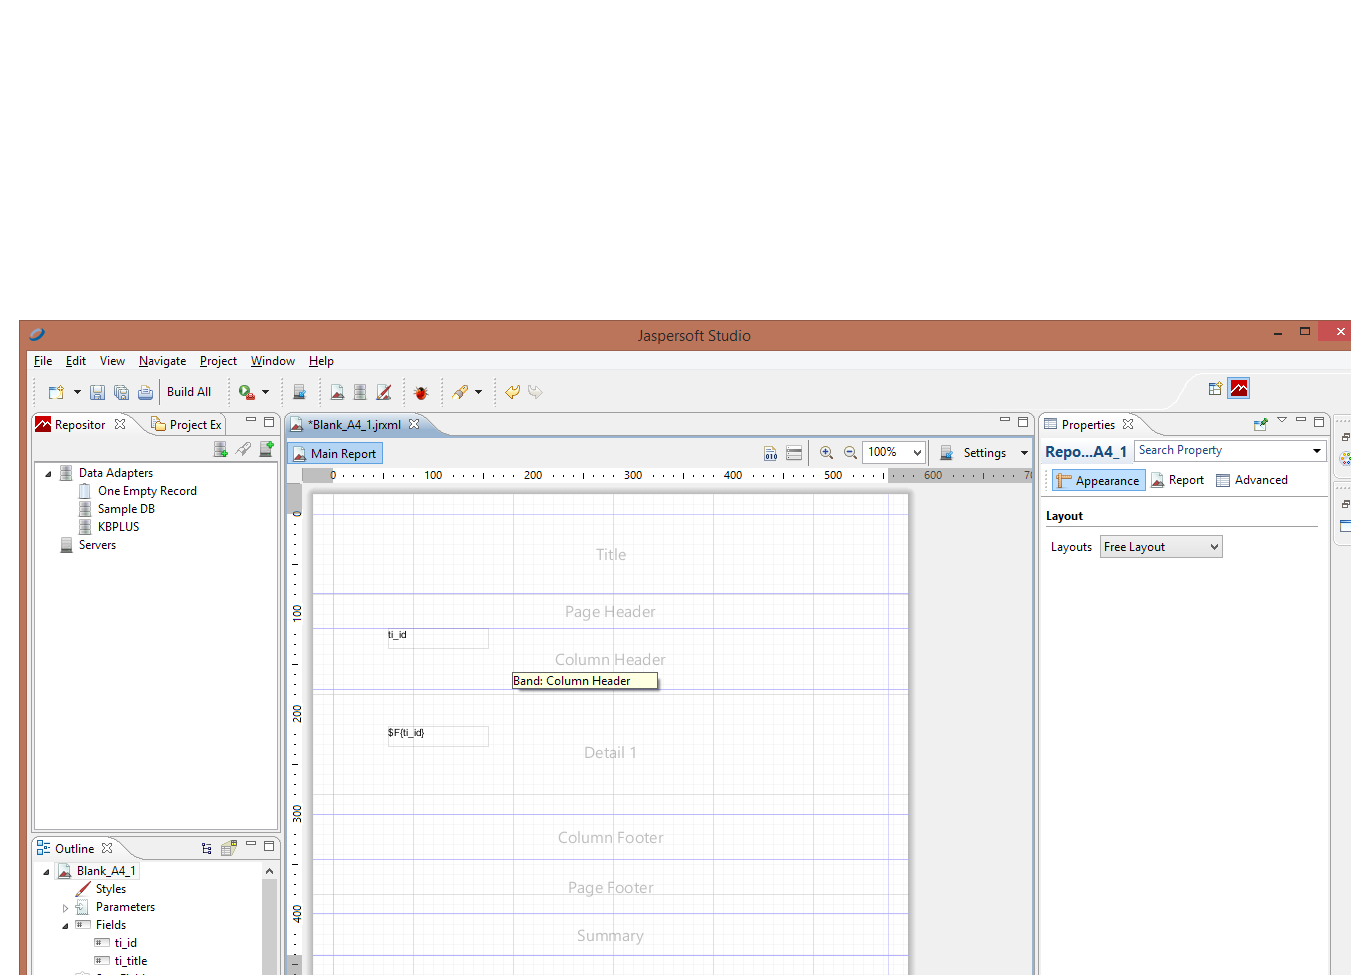 Jaspersoft Studio
File Edit View Navigate Project Window Help
Build All
Repositor Project Ex
*Blank_A4_1.jrxml
Properties
Main Report
010
100%
Settings
Repo...A4_1
Search Property
0 100 200 300 400 500 600 70
Appearance Report Advanced
Data Adapters
One Empty Record
Sample DB
KBPLUS
Servers
Layout
Layouts Free Layout
0
100
200
300
400
Title
Page Header
ti_id
Column Header
Band: Column Header
$F{ti_id}
Detail 1
Column Footer
Page Footer
Summary
Outline
Blank_A4_1
Styles
Parameters
Fields
ti_id
ti_title